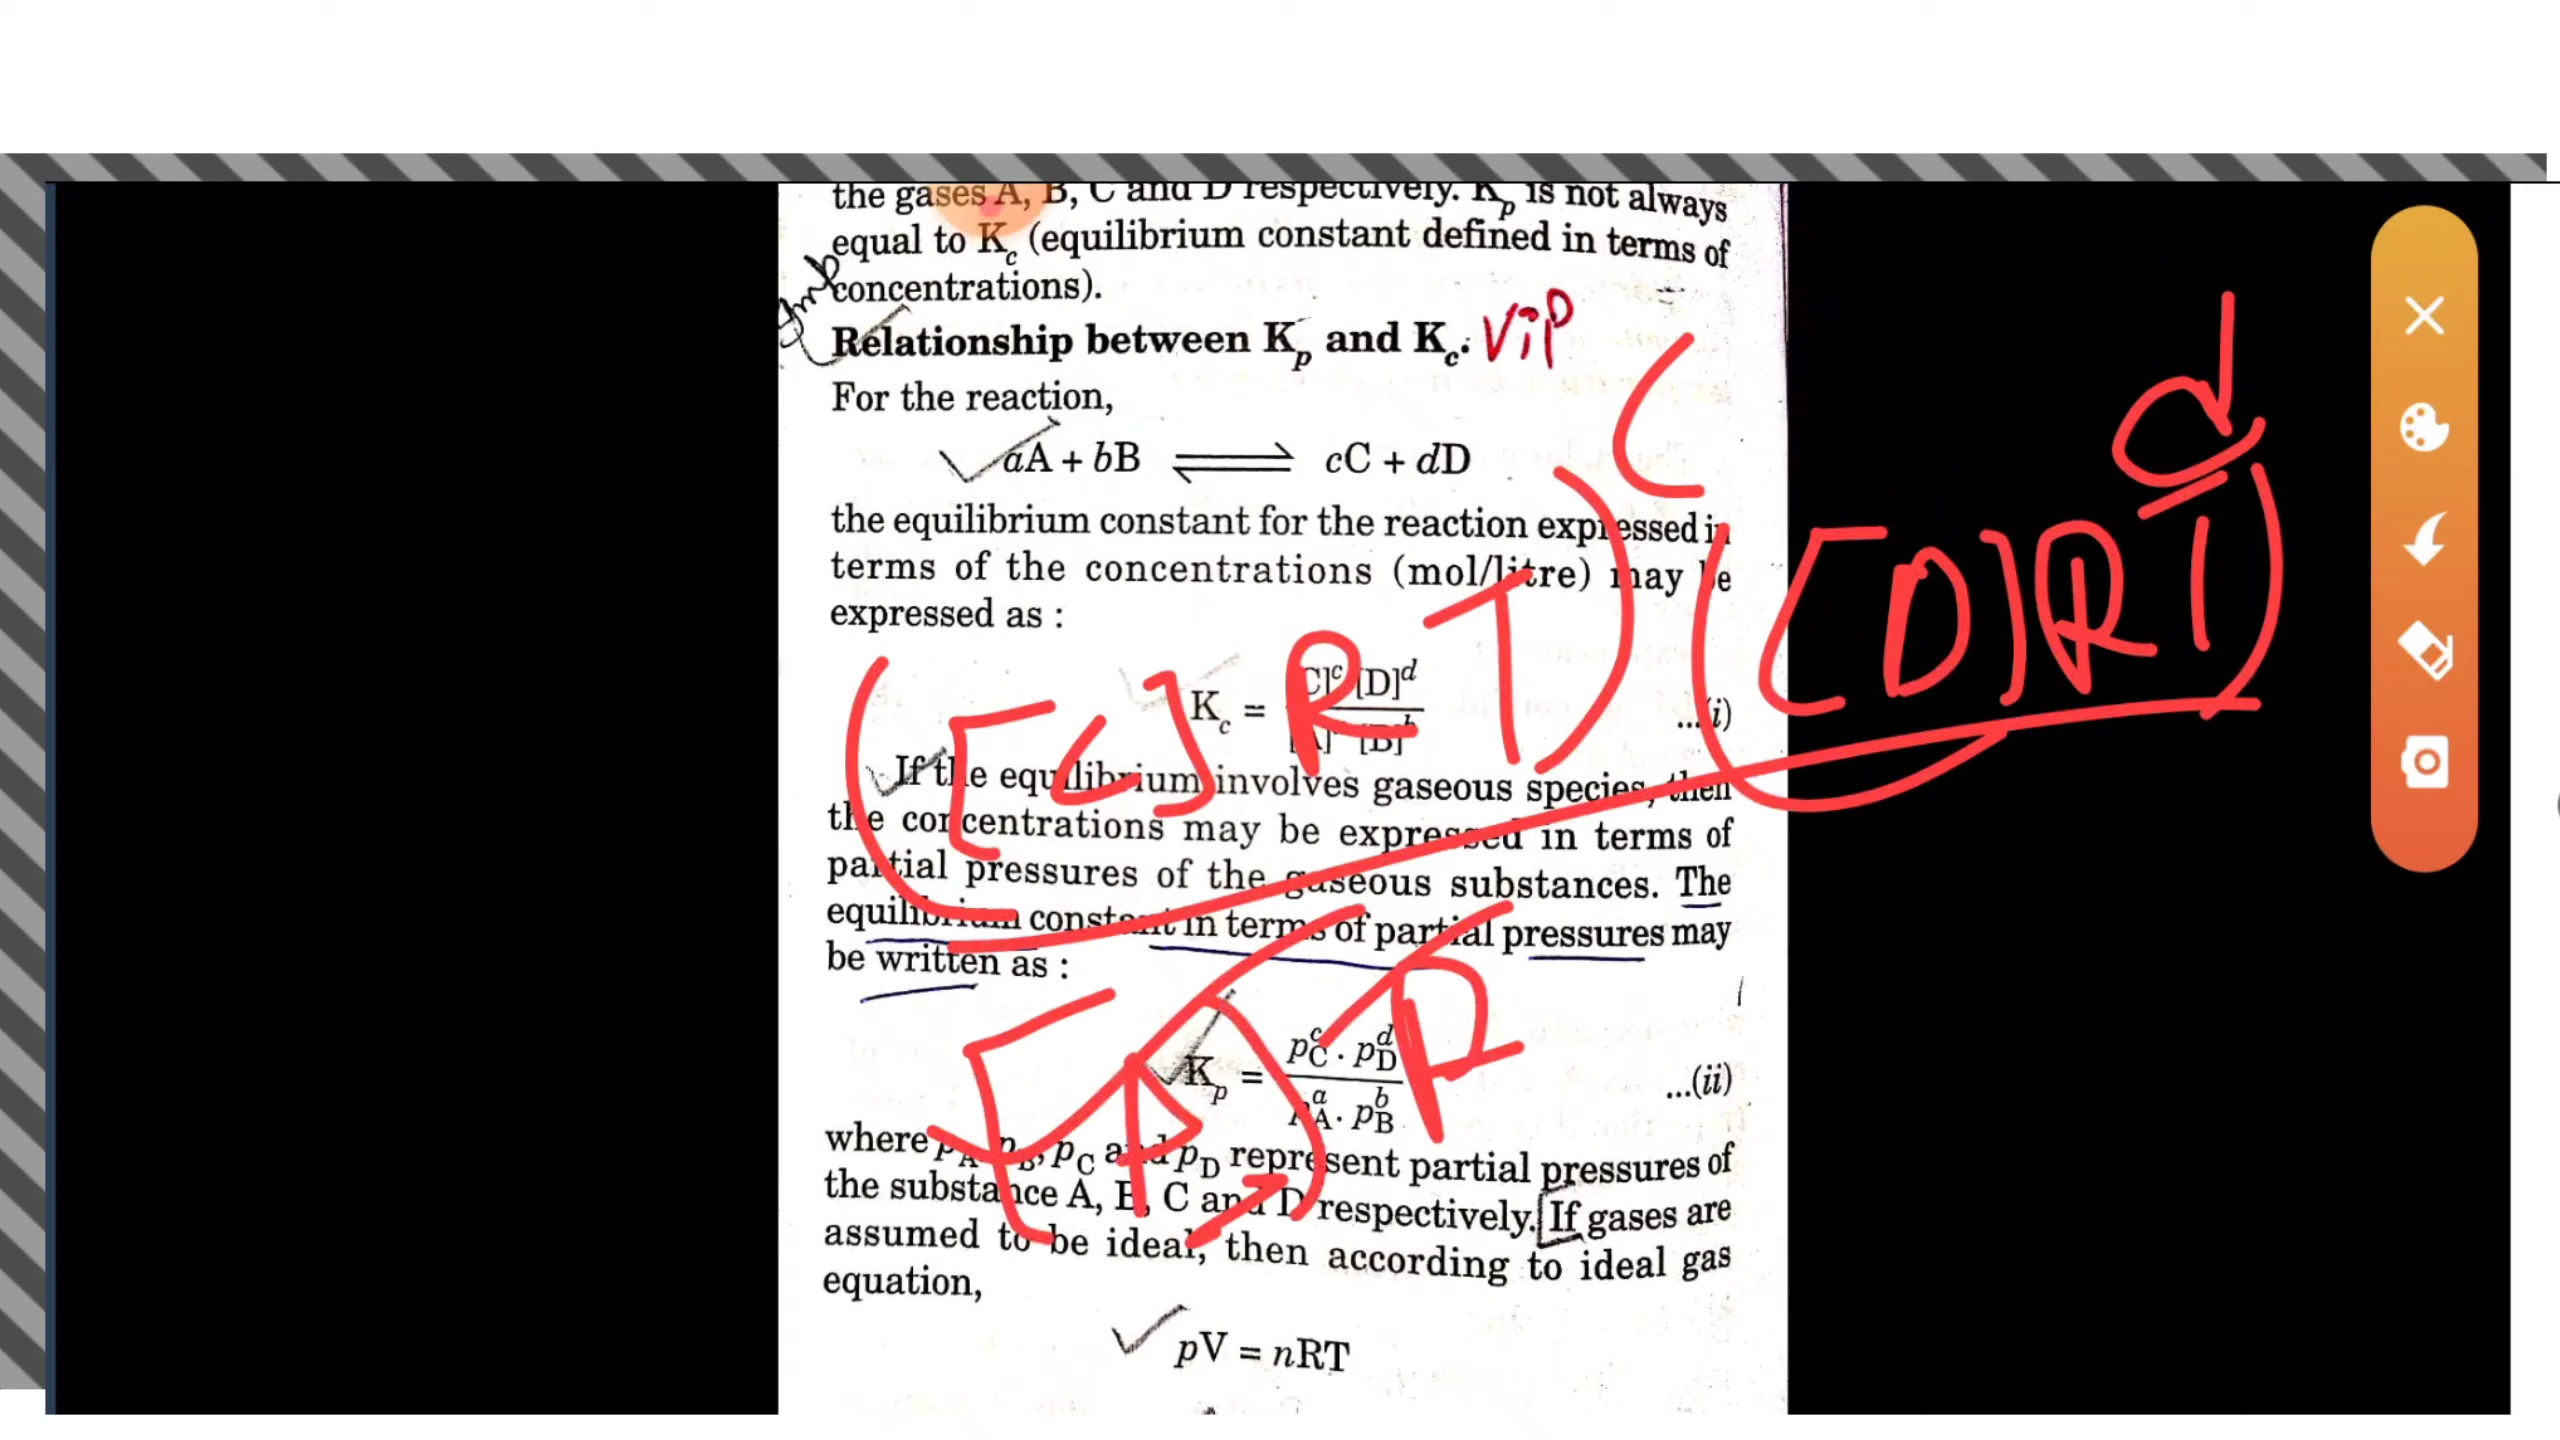 the gases A, B, C and D respectively. Kp is not always
equal to Kc (equilibrium constant defined in terms of
concentrations).
Imp
Relationship between Kp and Kc. Vip
For the reaction,
aA + bB ⇌ cC + dD
the equilibrium constant for the reaction expressed in
terms of the concentrations (mol/litre) may be
expressed as :
( d
([C] RT) ([D] RT)
Kc = [C]^c [D]^d / [A] [B]^b ...(i)
If the equilibrium involves gaseous species, then
the concentrations may be expressed in terms of
partial pressures of the gaseous substances. The
equilibrium constant in terms of partial pressures may
be written as :
R
Kp = p_C^c . p_D^d / p_A^a . p_B^b ...(ii)
where pA, pB, pC and pD represent partial pressures of
the substance A, B, C and D respectively. If gases are
assumed to be ideal, then according to ideal gas
equation,
pV = nRT